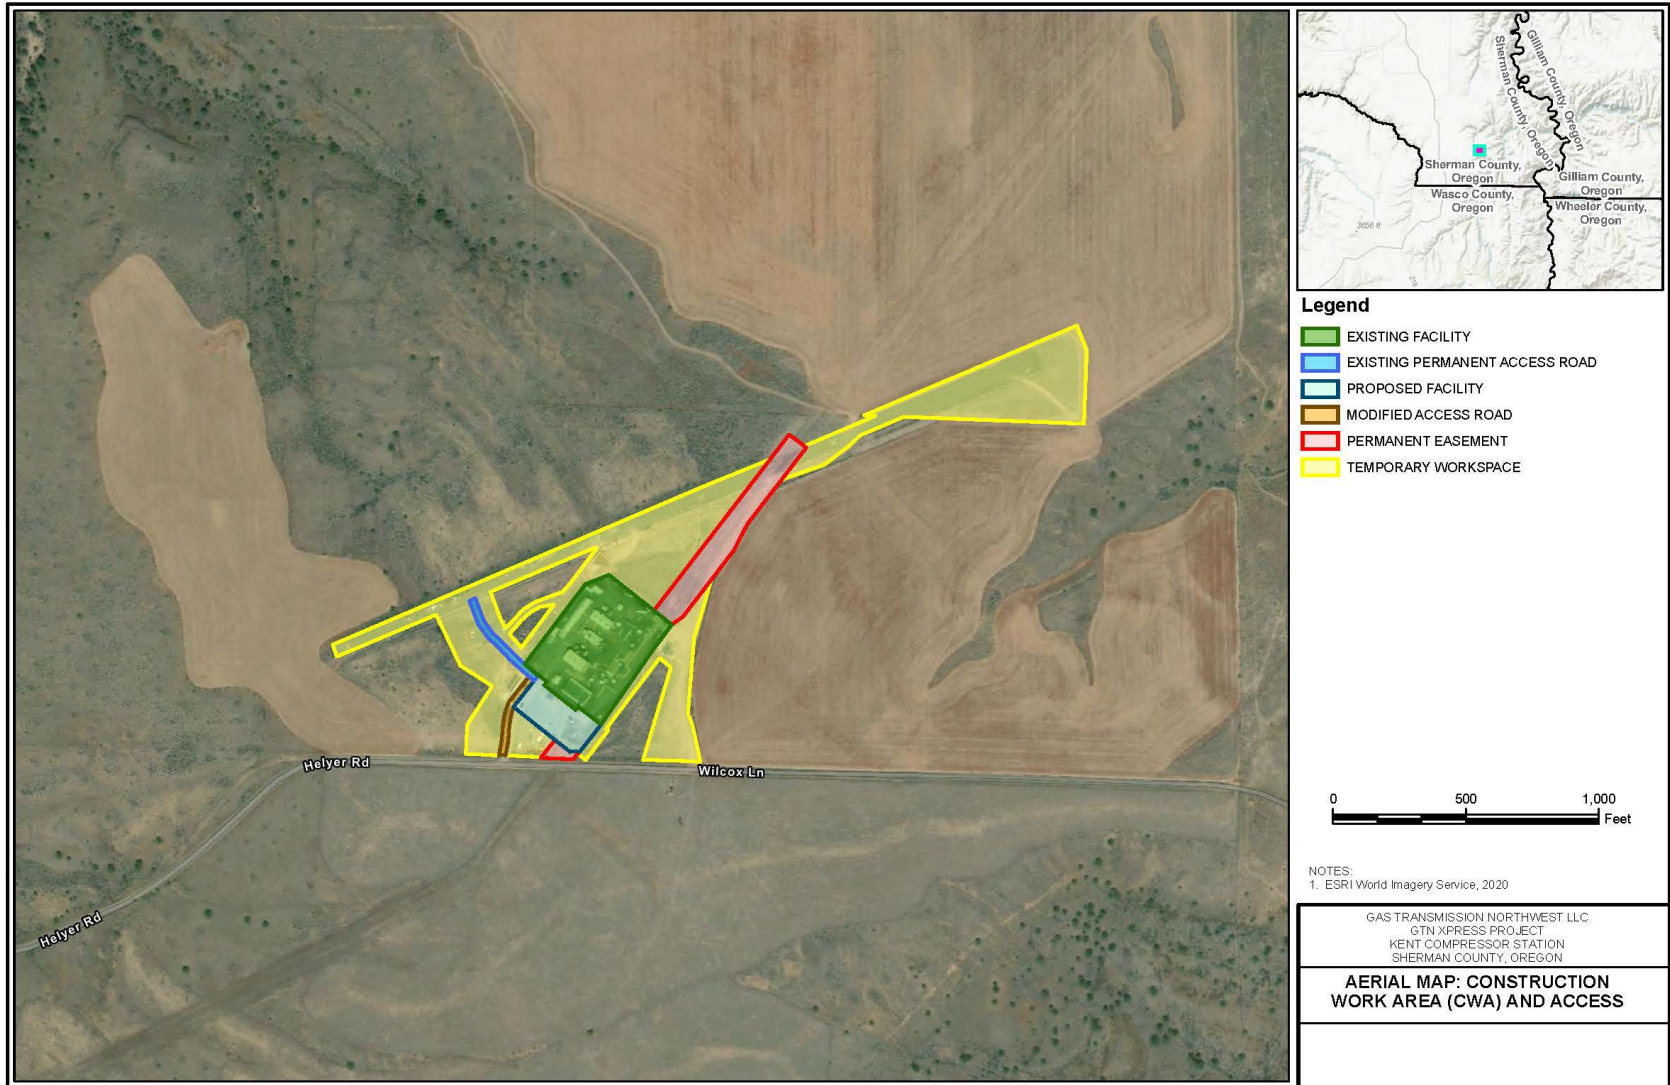 Helyer Rd
Helyer Rd
Wilcox Ln
Sherman County, Oregon
Gilliam County, Oregon
Sherman County,
Oregon
Wasco County,
Oregon
Gilliam County,
Oregon
Wheeler County,
Oregon
3656 ft
Legend
EXISTING FACILITY
EXISTING PERMANENT ACCESS ROAD
PROPOSED FACILITY
MODIFIED ACCESS ROAD
PERMANENT EASEMENT
TEMPORARY WORKSPACE
0 500 1,000
Feet
NOTES:
1. ESRI World Imagery Service, 2020
GAS TRANSMISSION NORTHWEST LLC
GTN XPRESS PROJECT
KENT COMPRESSOR STATION
SHERMAN COUNTY, OREGON
AERIAL MAP: CONSTRUCTION
WORK AREA (CWA) AND ACCESS